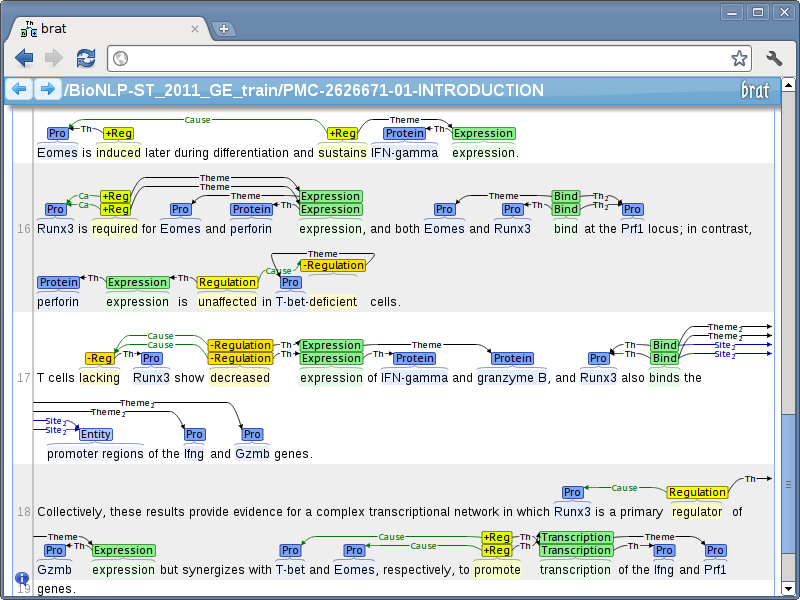 brat
/BioNLP-ST_2011_GE_train/PMC-2626671-01-INTRODUCTION brat
Cause Theme
Pro Th +Reg +Reg Protein Th Expression
Eomes is induced later during differentiation and sustains IFN-gamma expression.
Theme
Theme
Ca +Reg Theme Expression Theme Bind Th2
Pro Ca +Reg Pro Protein Th Expression Pro Pro Th Bind Th2 Pro
16 Runx3 is required for Eomes and perforin expression, and both Eomes and Runx3 bind at the Prf1 locus; in contrast,
Theme
Cause -Regulation
Protein Th Expression Th Regulation Pro
perforin expression is unaffected in T-bet-deficient cells.
Theme2
Cause Theme2
Cause -Regulation Th Expression Theme Th Bind Site2
-Reg Th Pro -Regulation Th Expression Th Protein Protein Pro Th Bind Site2
17 T cells lacking Runx3 show decreased expression of IFN-gamma and granzyme B, and Runx3 also binds the
Theme2
Theme2
Site2
Site2 Entity Pro Pro
promoter regions of the Ifng and Gzmb genes.
Th
Pro Cause Regulation
18 Collectively, these results provide evidence for a complex transcriptional network in which Runx3 is a primary regulator of
Theme Cause +Reg Th Transcription Theme
Pro Th Expression Pro Pro Cause +Reg Th Transcription Th Pro Pro
Gzmb expression but synergizes with T-bet and Eomes, respectively, to promote transcription of the Ifng and Prf1
genes.
19